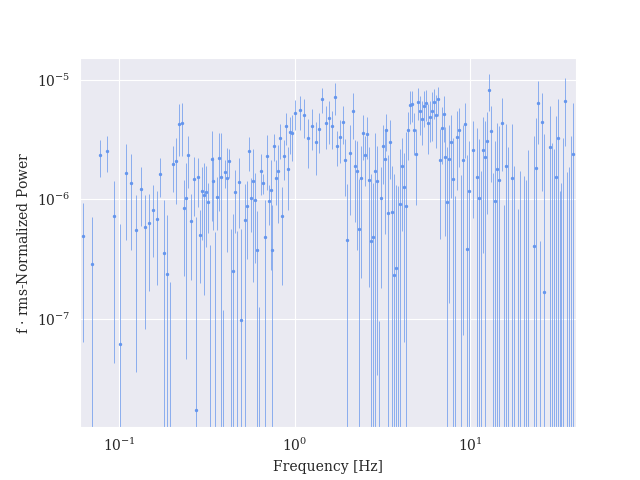 10⁻⁵
10⁻⁶
10⁻⁷
f · rms-Normalized Power
10⁻¹ 10⁰ 10¹
Frequency [Hz]